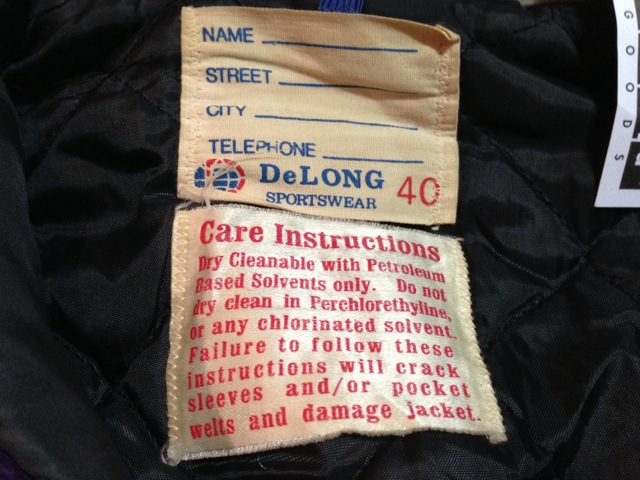 NAME
STREET
CITY
TELEPHONE
DeLONG 40
SPORTSWEAR
Care Instructions
Dry Cleanable with Petroleum
Based Solvents only. Do not
dry clean in Perchlorethyline,
or any chlorinated solvent.
Failure to follow these
instructions will crack
sleeves and/or pocket
welts and damage jacket.
GOODS